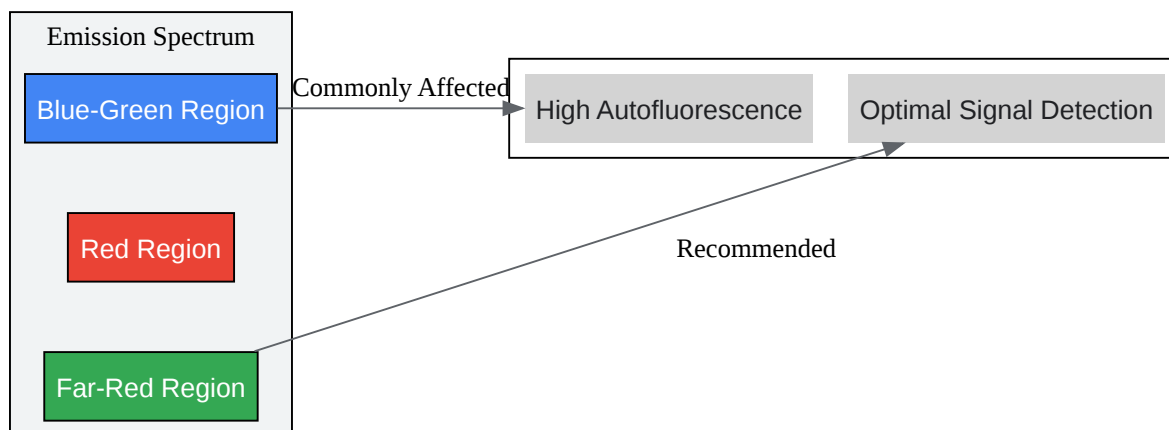 Emission Spectrum
Blue-Green Region
Commonly Affected
High Autofluorescence
Optimal Signal Detection
Red Region
Recommended
Far-Red Region